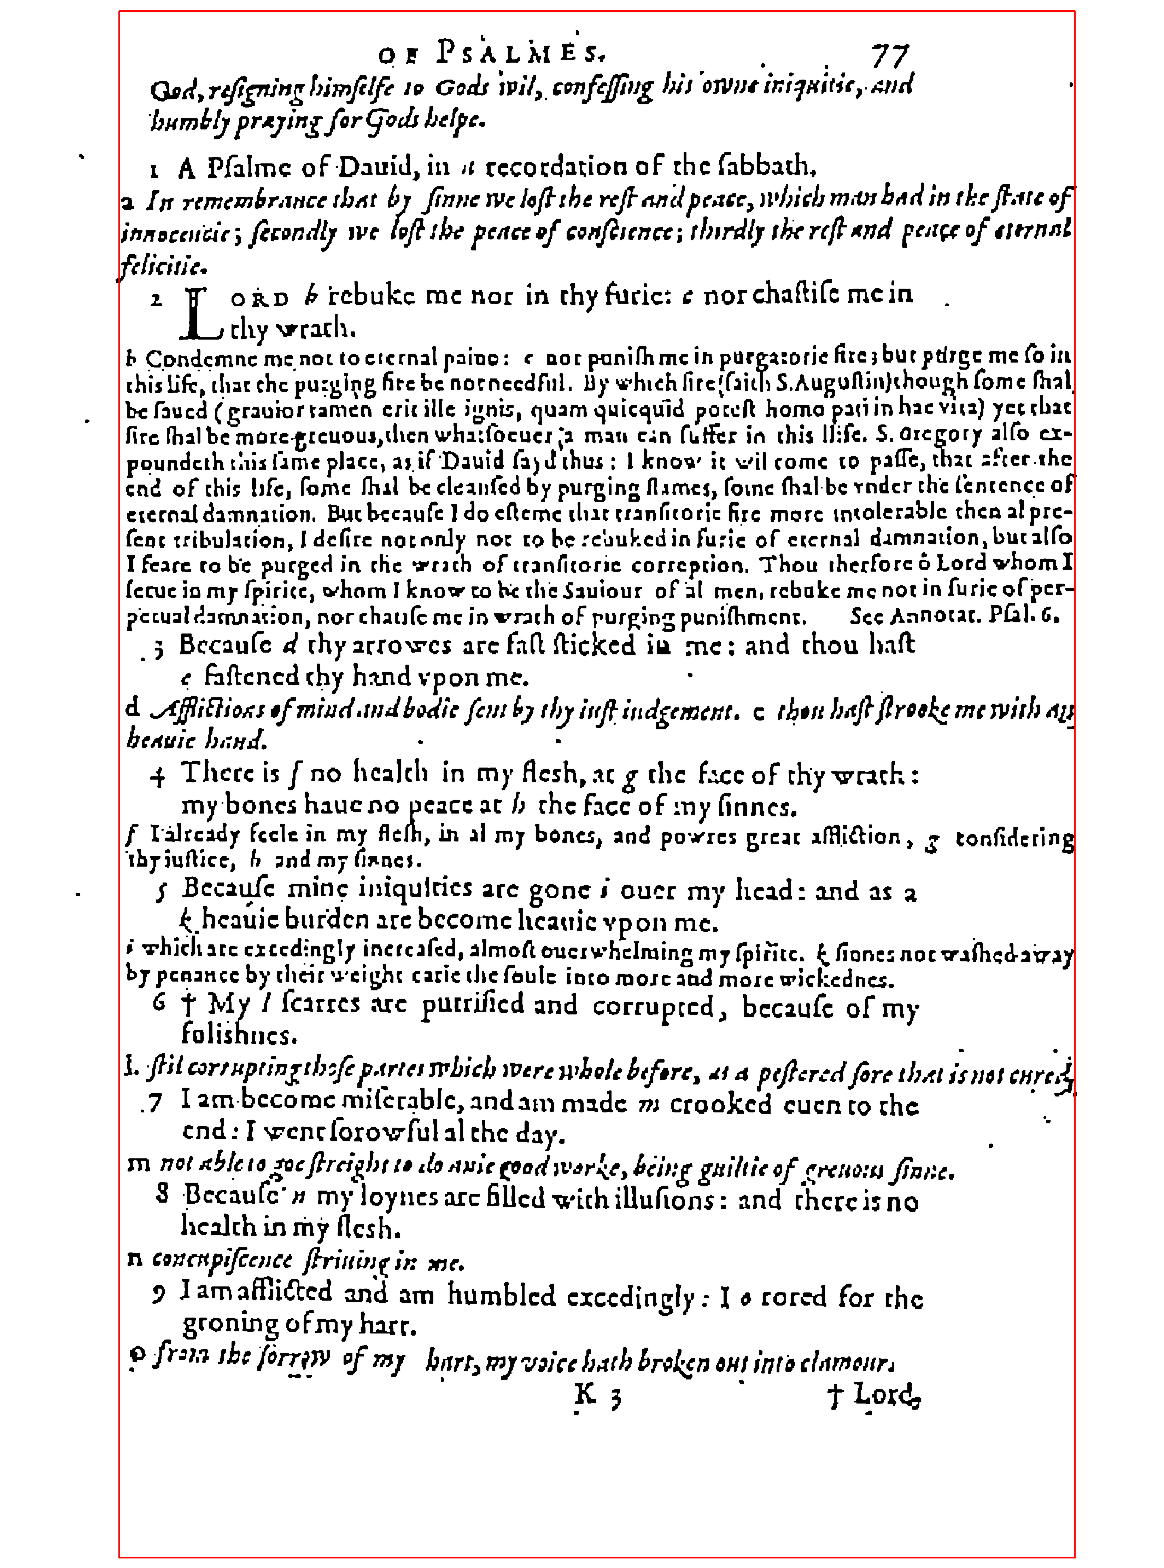 OF PSALMES. 77
God, resigning himselfe to Gods wil, confessing his owne iniquitie, and
humbly praying for Gods helpe.
1 A Psalme of Dauid, in a recordation of the sabbath.
a In remembrance that by sinne we lost the rest and peace, which man had in the state of
innocencie; secondly we lost the peace of conscience; thirdly the rest and peace of eternal
felicitie.
2 LORD b rebuke me not in thy furie: c nor chastise me in
thy wrath.
b Condemne me not to eternal paine: c nor punish me in purgatorie fire; but purge me so in
this life, that the purging fire be not needful. By which fire (saith S. Augustin) though some shal
be saued (grauior tamen erit ille ignis, quam quicquid potest homo pati in hac vita) yet that
fire shal be more greuous, then whatsoeuer a man can suffer in this life. S. Gregory also ex-
poundeth this same place, as if Dauid sayd thus: I know it wil come to passe, that after the
end of this life, some shal be cleansed by purging flames, some shal be vnder the sentence of
eternal damnation. But because I do esteme that transitorie fire more intolerable then al pre-
sent tribulation, I desire not only not to be rebuked in furie of eternal damnation, but also
I feare to be purged in the wrath of transitorie correption. Thou therfore ô Lord whom I
serue in my spirite, whom I know to be the Sauiour of al men, rebuke me not in furie of per-
petual damnation, nor chastise me in wrath of purging punishment. See Annotat. Psal. 6.
3 Because d thy arrowes are fast sticked in me: and thou hast
e fastened thy hand vpon me.
d Afflictions of mind and bodie sent by thy iust iudgement. e thou hast strooke me with an
heauie hand.
4 There is f no health in my flesh, at g the face of thy wrath:
my bones haue no peace at h the face of my sinnes.
f I already feele in my flesh, in al my bones, and powres great affliction, g considering
thy iustice, h and my sinnes.
5 Because mine iniquities are gone i ouer my head: and as a
k heauie burden are become heauie vpon me.
i which are excedingly increased, almost ouerwhelming my spirite. k sinnes not washed away
by penance by their weight carie the soule into more and more wickednes.
6 † My l scarres are putrified and corrupted, because of my
folishnes.
l. stil corrupting those partes which were whole before, as a pestered sore that is not cured,
7 I am become miserable, and am made m crooked euen to the
end: I went sorowful al the day.
m not able to goe streight to do anie good worke, being guiltie of greuous sinne.
8 Because n my loynes are filled with illusions: and there is no
health in my flesh.
n concupiscence striuing in me.
9 I am afflicted and am humbled excedingly: I o rored for the
groning of my hart.
o from the sorrow of my hart, my voice hath broken out into clamour.
K 3 † Lord,